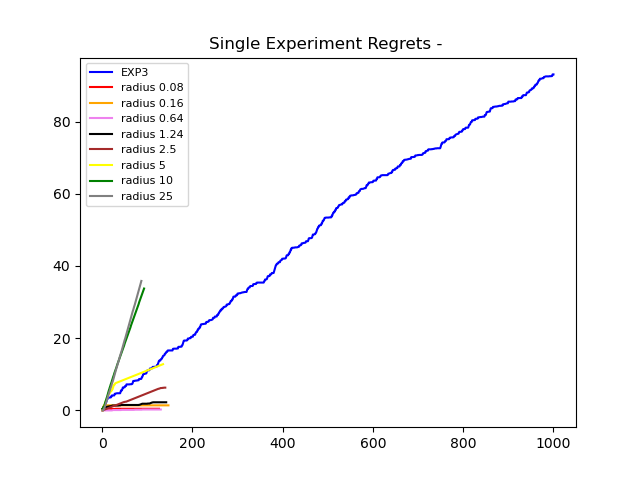 Single Experiment Regrets -
EXP3
radius 0.08
radius 0.16
radius 0.64
radius 1.24
radius 2.5
radius 5
radius 10
radius 25
80
60
40
20
0
0 200 400 600 800 1000